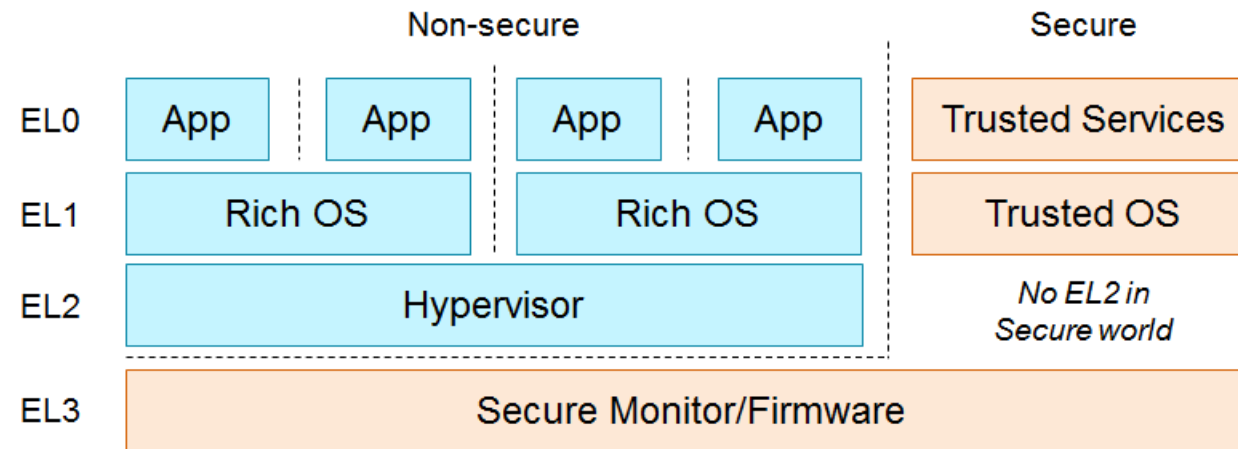 Non-secure Secure
EL0 App App App App Trusted Services
EL1 Rich OS Rich OS Trusted OS
EL2 Hypervisor No EL2 in
Secure world
EL3 Secure Monitor/Firmware